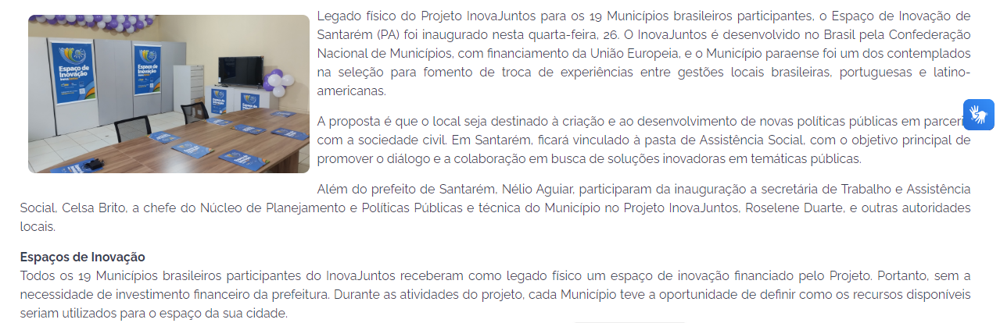 Legado físico do Projeto InovaJuntos para os 19 Municípios brasileiros participantes, o Espaço de Inovação de
Santarém (PA) foi inaugurado nesta quarta-feira, 26. O InovaJuntos é desenvolvido no Brasil pela Confederação
Nacional de Municípios, com financiamento da União Europeia, e o Município paraense foi um dos contemplados
na seleção para fomento de troca de experiências entre gestões locais brasileiras, portuguesas e latino-
americanas.
Espaço de
Inovação
Espaço de
Inovação
A proposta é que o local seja destinado à criação e ao desenvolvimento de novas políticas públicas em parceri
com a sociedade civil. Em Santarém, ficará vinculado à pasta de Assistência Social, com o objetivo principal de
promover o diálogo e a colaboração em busca de soluções inovadoras em temáticas públicas.
Além do prefeito de Santarém, Nélio Aguiar, participaram da inauguração a secretária de Trabalho e Assistência
Social, Celsa Brito, a chefe do Núcleo de Planejamento e Políticas Públicas e técnica do Município no Projeto InovaJuntos, Roselene Duarte, e outras autoridades
locais.
Espaços de Inovação
Todos os 19 Municípios brasileiros participantes do InovaJuntos receberam como legado físico um espaço de inovação financiado pelo Projeto. Portanto, sem a
necessidade de investimento financeiro da prefeitura. Durante as atividades do projeto, cada Município teve a oportunidade de definir como os recursos disponíveis
seriam utilizados para o espaço da sua cidade.